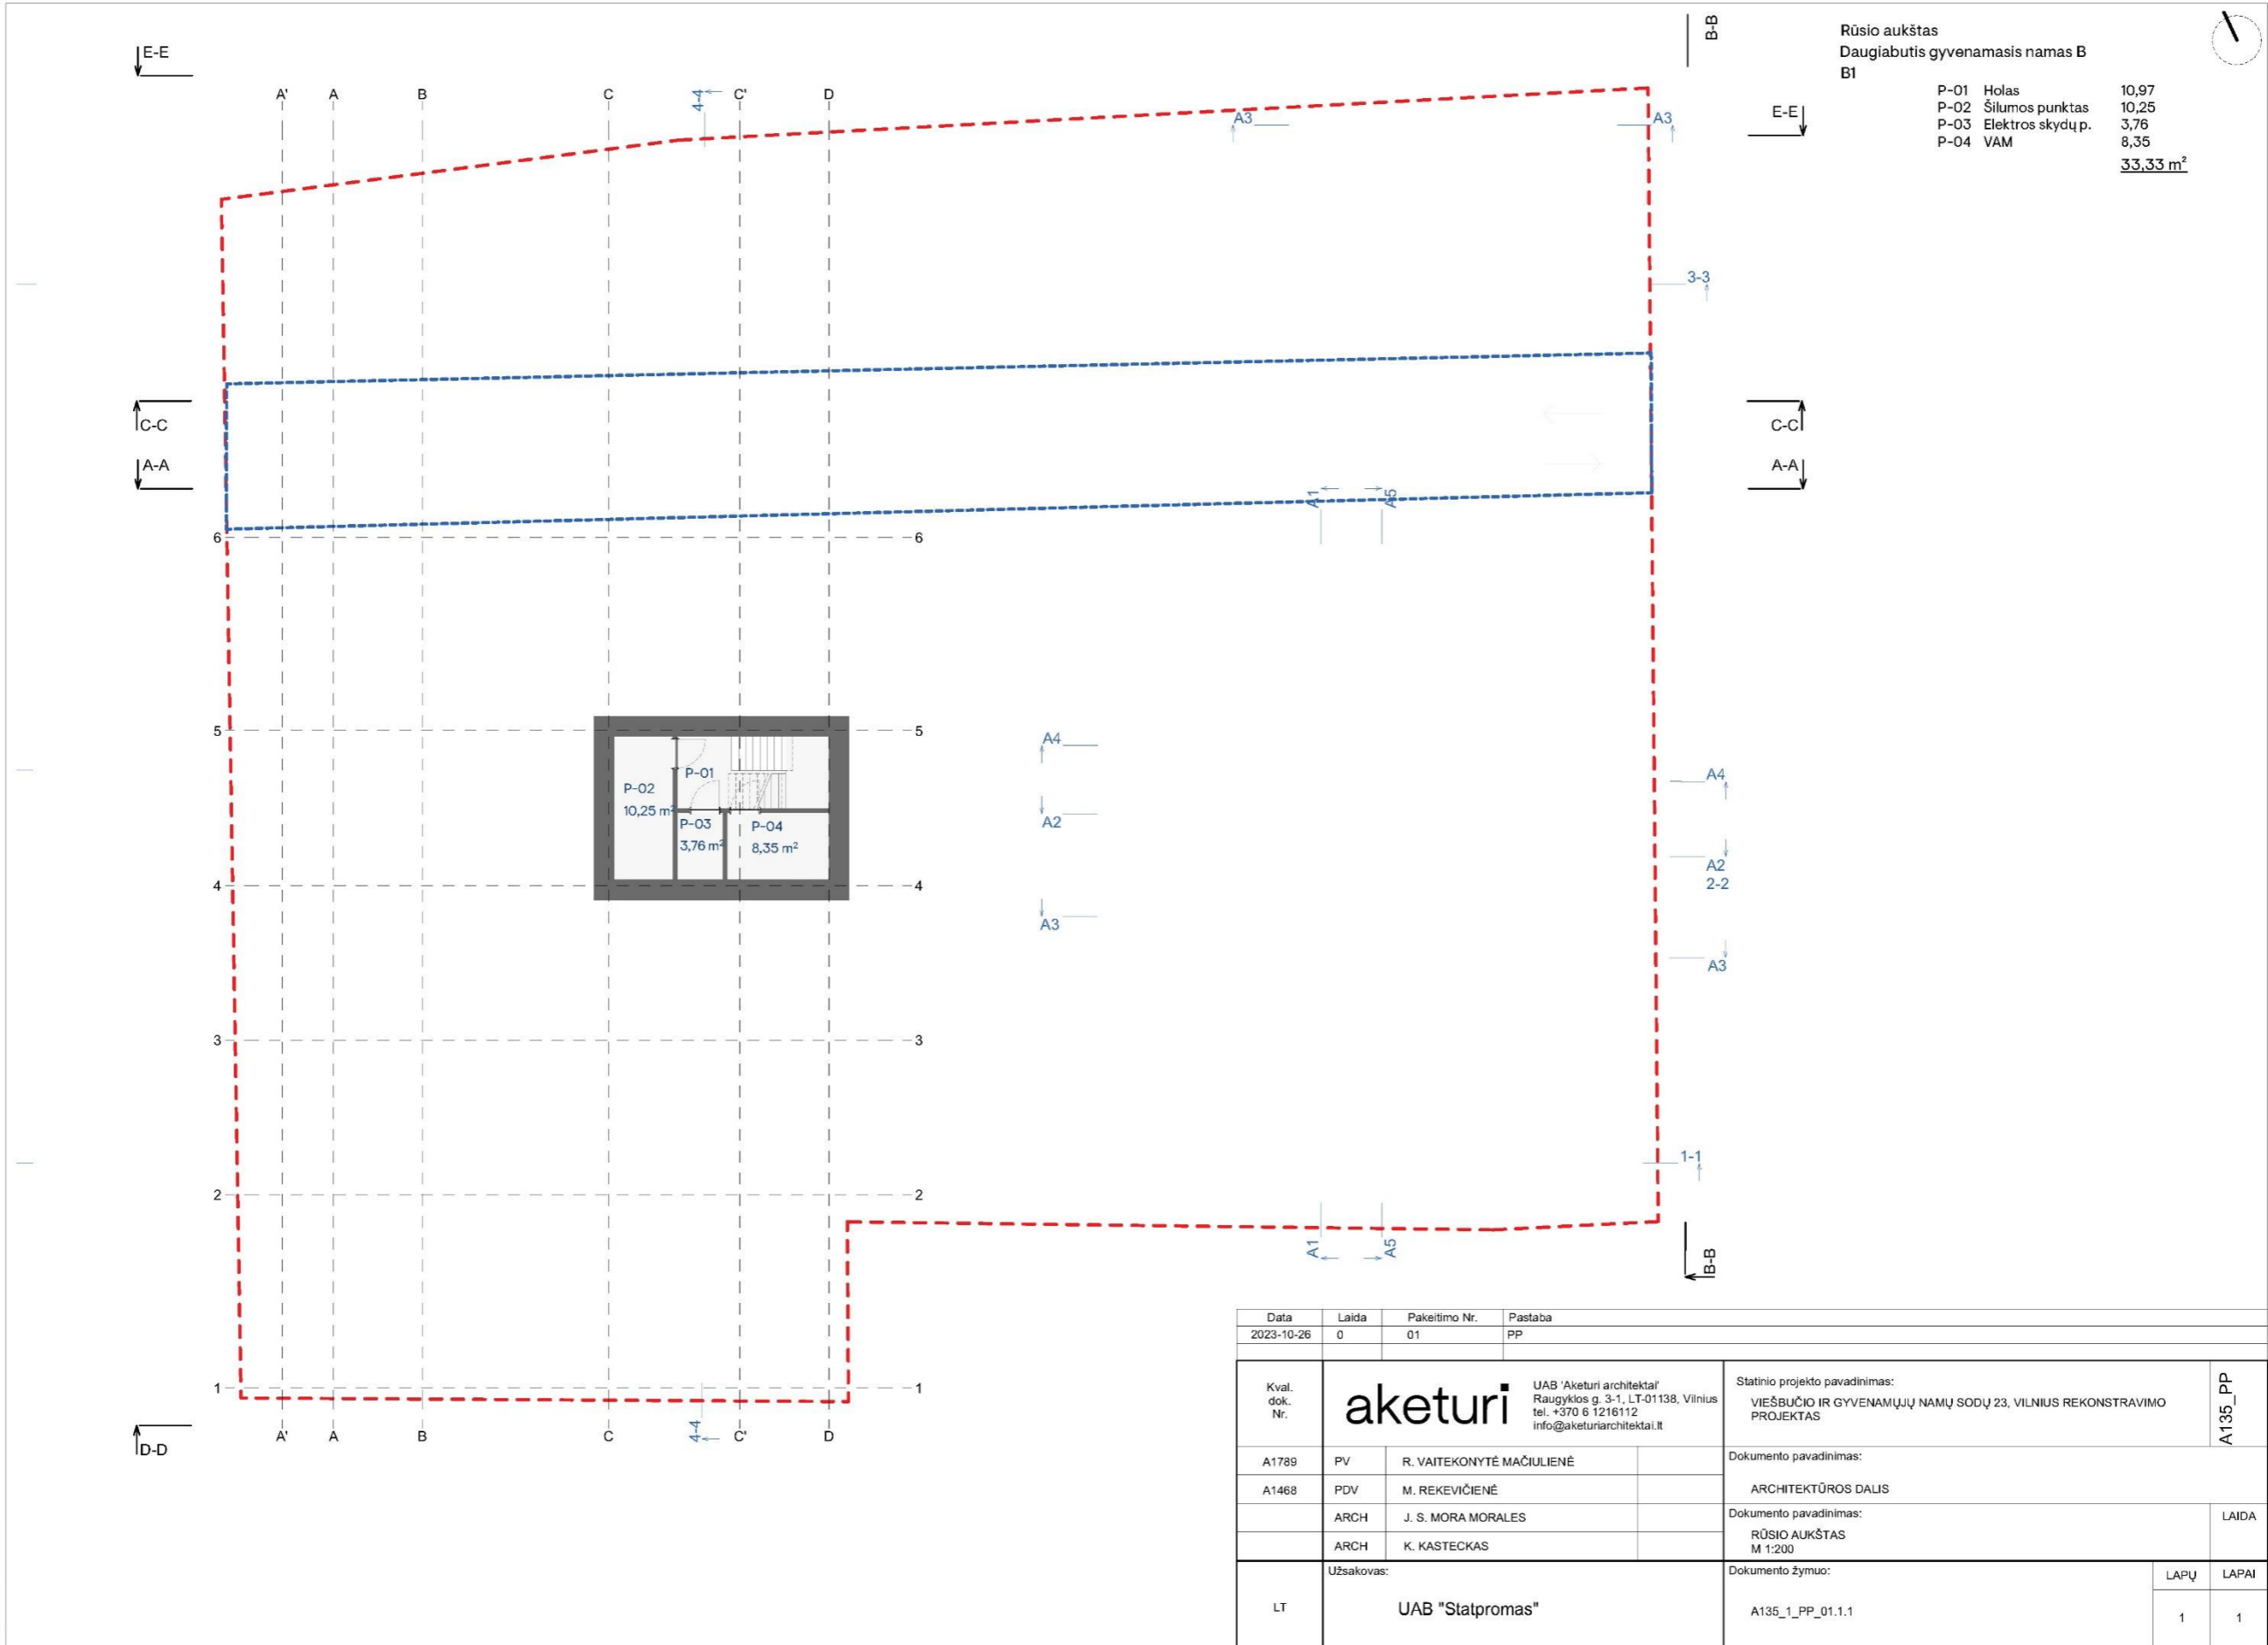 E-E
B-B
Rūsio aukštas
Daugiabutis gyvenamasis namas B
B1
P-01 Holas 10,97
P-02 Šilumos punktas 10,25
P-03 Elektros skydų p. 3,76
P-04 VAM 8,35
33,33 m²
A' A B C 4-4 C' D
A3 A3
E-E
3-3
C-C C-C
A-A A-A
A1 A5
6 6
5 5
A4
P-01
P-02
10,25 m²
A4
P-03 P-04
3,76 m² 8,35 m²
A2
A2
2-2
4 4
A3
A3
3 3
1-1
2 2
A1 A5
B-B
1 1
D-D
A' A B C 4-4 C' D
Data Laida Pakeitimo Nr. Pastaba
2023-10-26 0 01 PP
Kval.
dok.
Nr.
aketuri
UAB 'Aketuri architektai'
Raugyklos g. 3-1, LT-01138, Vilnius
tel. +370 6 1216112
info@aketuriarchitektai.lt
Statinio projekto pavadinimas:
VIEŠBUČIO IR GYVENAMŲJŲ NAMŲ SODŲ 23, VILNIUS REKONSTRAVIMO
PROJEKTAS
A135_PP
A1789 PV R. VAITEKONYTĖ MAČIULIENĖ
A1468 PDV M. REKEVIČIENĖ
ARCH J. S. MORA MORALES
ARCH K. KASTECKAS
Dokumento pavadinimas:
ARCHITEKTŪROS DALIS
Dokumento pavadinimas:
RŪSIO AUKŠTAS
M 1:200
LAIDA
LT
Užsakovas:
UAB "Statpromas"
Dokumento žymuo:
A135_1_PP_01.1.1
LAPŲ LAPAI
1 1